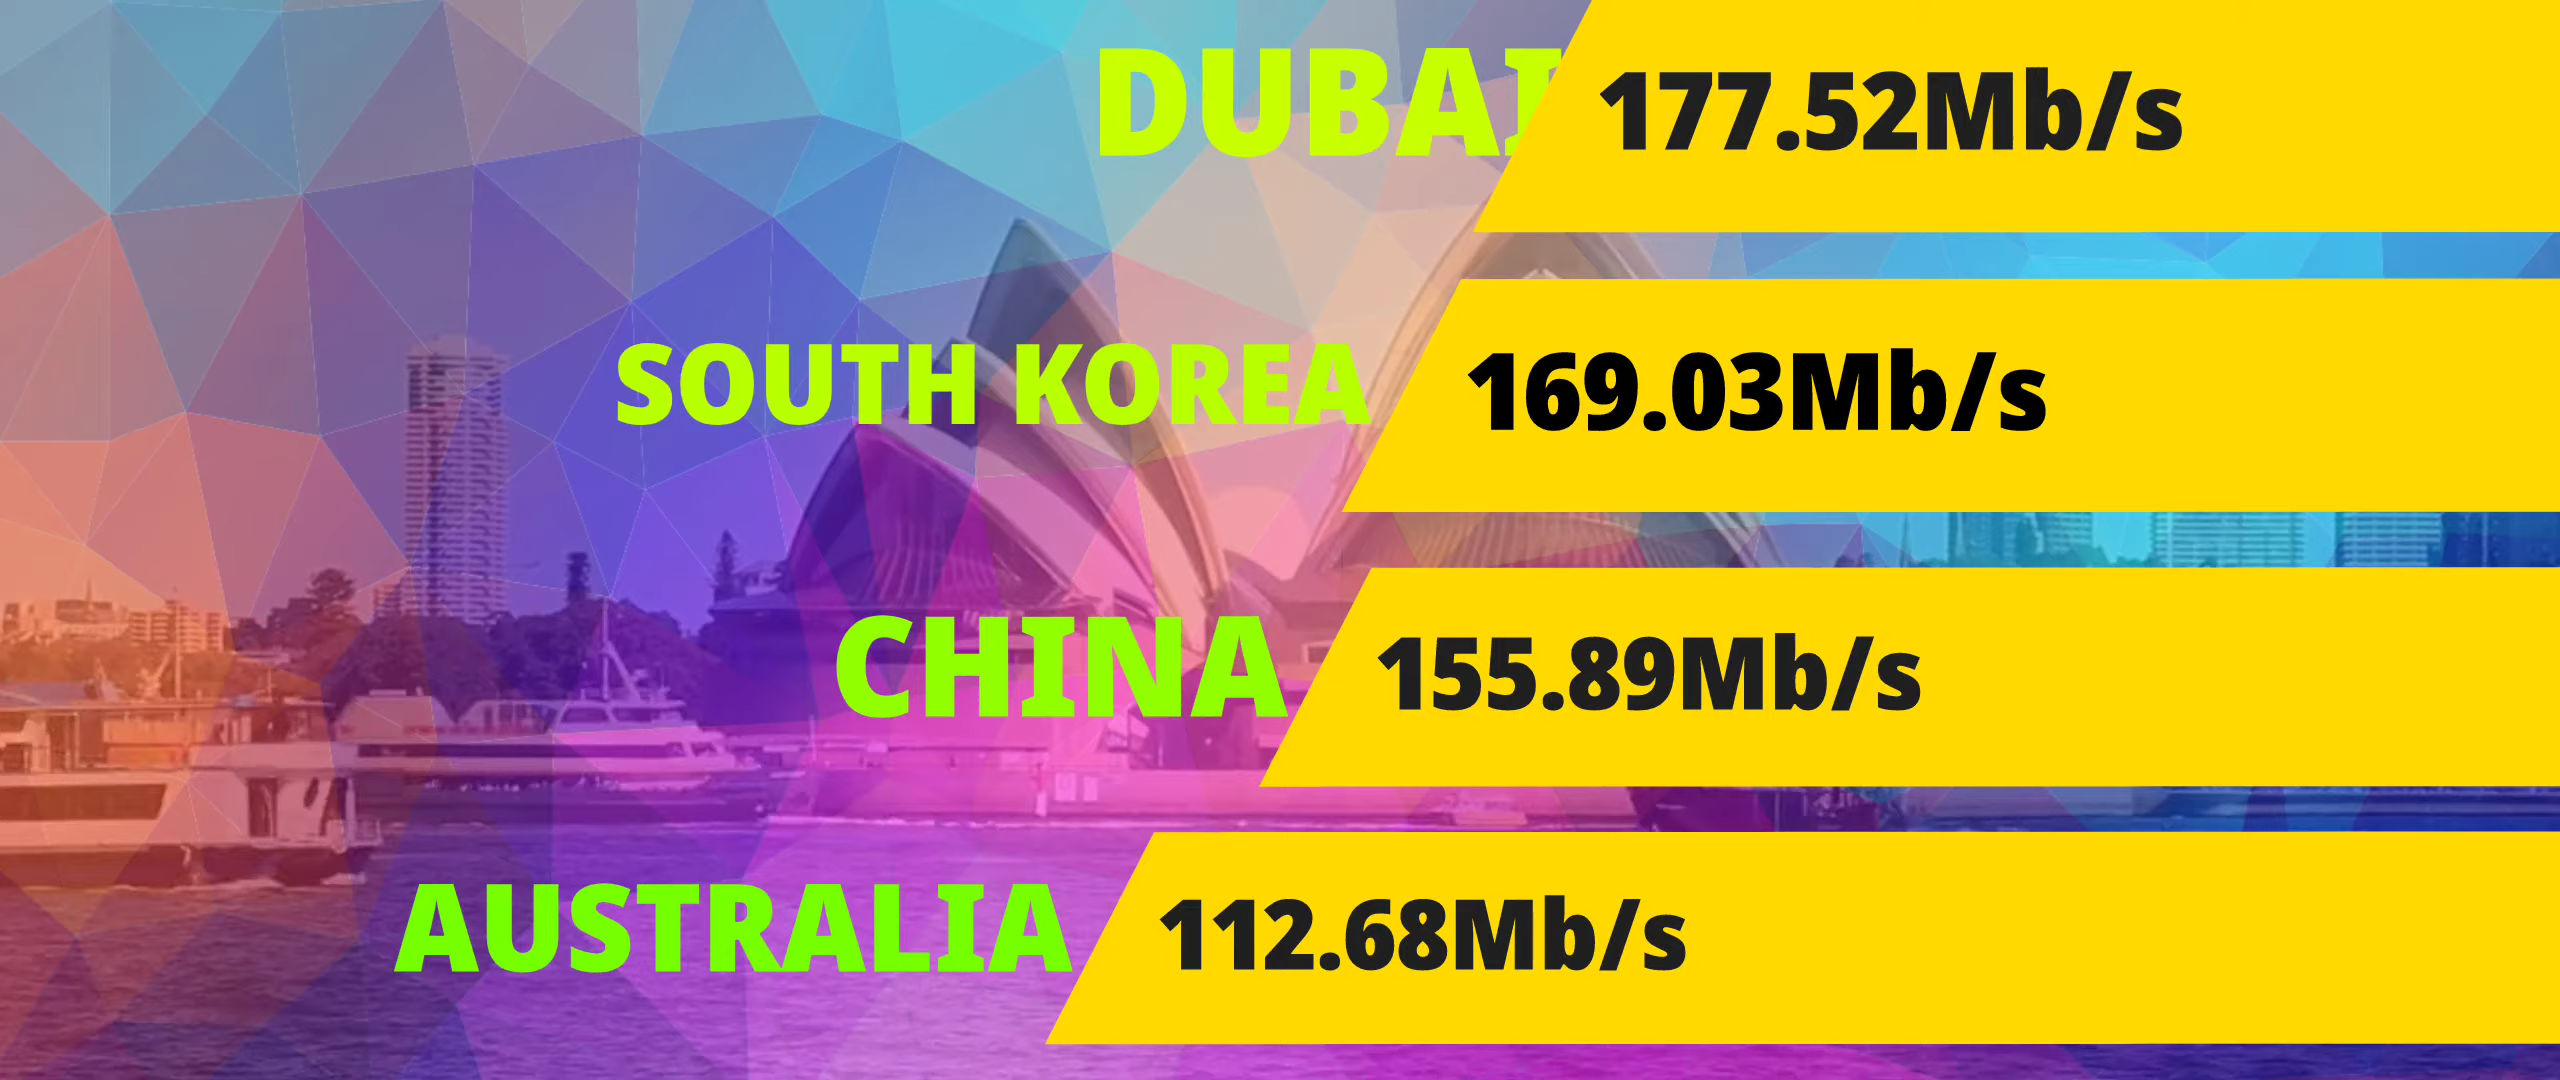 DUBAI 177.52Mb/s
SOUTH KOREA 169.03Mb/s
CHINA 155.89Mb/s
AUSTRALIA 112.68Mb/s